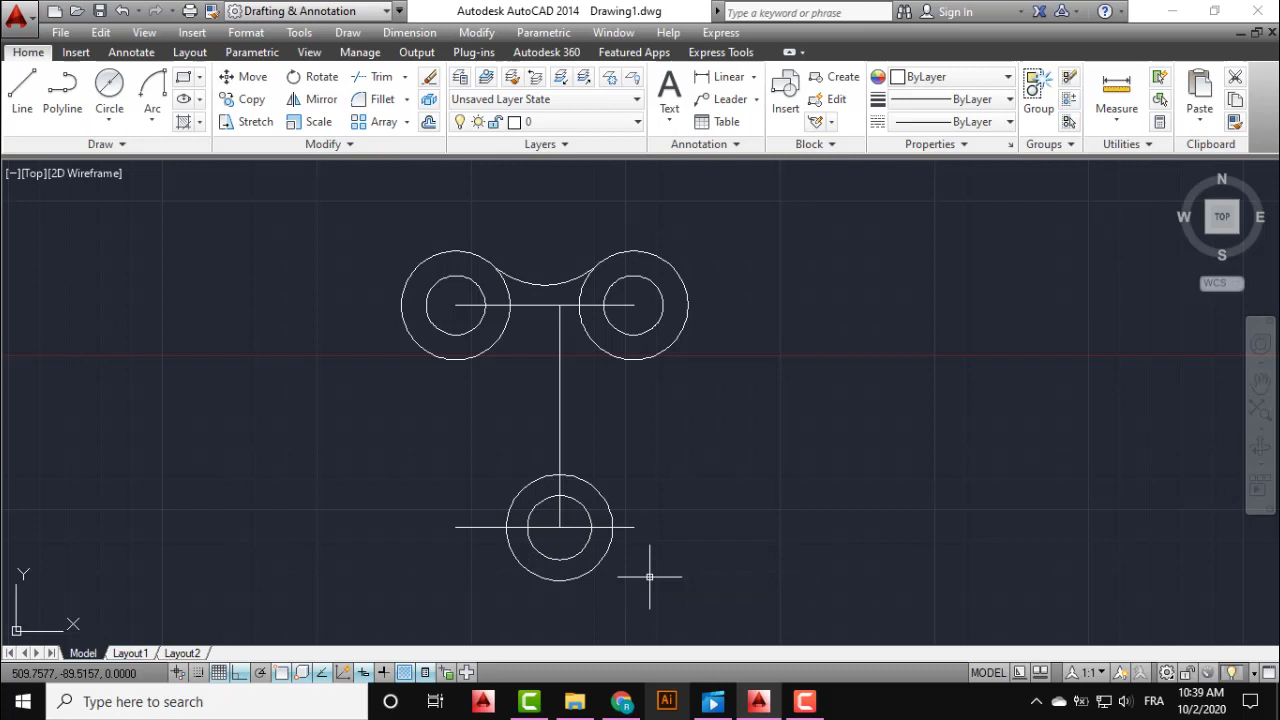 Drafting & Annotation
Autodesk AutoCAD 2014 Drawing1.dwg
Type a keyword or phrase
Sign In
File Edit View Insert Format Tools Draw Dimension Modify Parametric Window Help Express
Home Insert Annotate Layout Parametric View Manage Output Plug-ins Autodesk 360 Featured Apps Express Tools
Line Polyline Circle Arc
Move Rotate Trim
Copy Mirror Fillet
Stretch Scale Array
Unsaved Layer State
0
Text
Linear
Leader
Table
Insert
Create
Edit
ByLayer
ByLayer
ByLayer
Group
Measure
Paste
Draw Modify Layers Annotation Block Properties Groups Utilities Clipboard
[−][Top][2D Wireframe]
N
W TOP E
S
WCS
Y
X
Model Layout1 Layout2
509.7577, -89.5157, 0.0000
MODEL
1:1
Type here to search
Ai
FRA
10:39 AM
10/2/2020